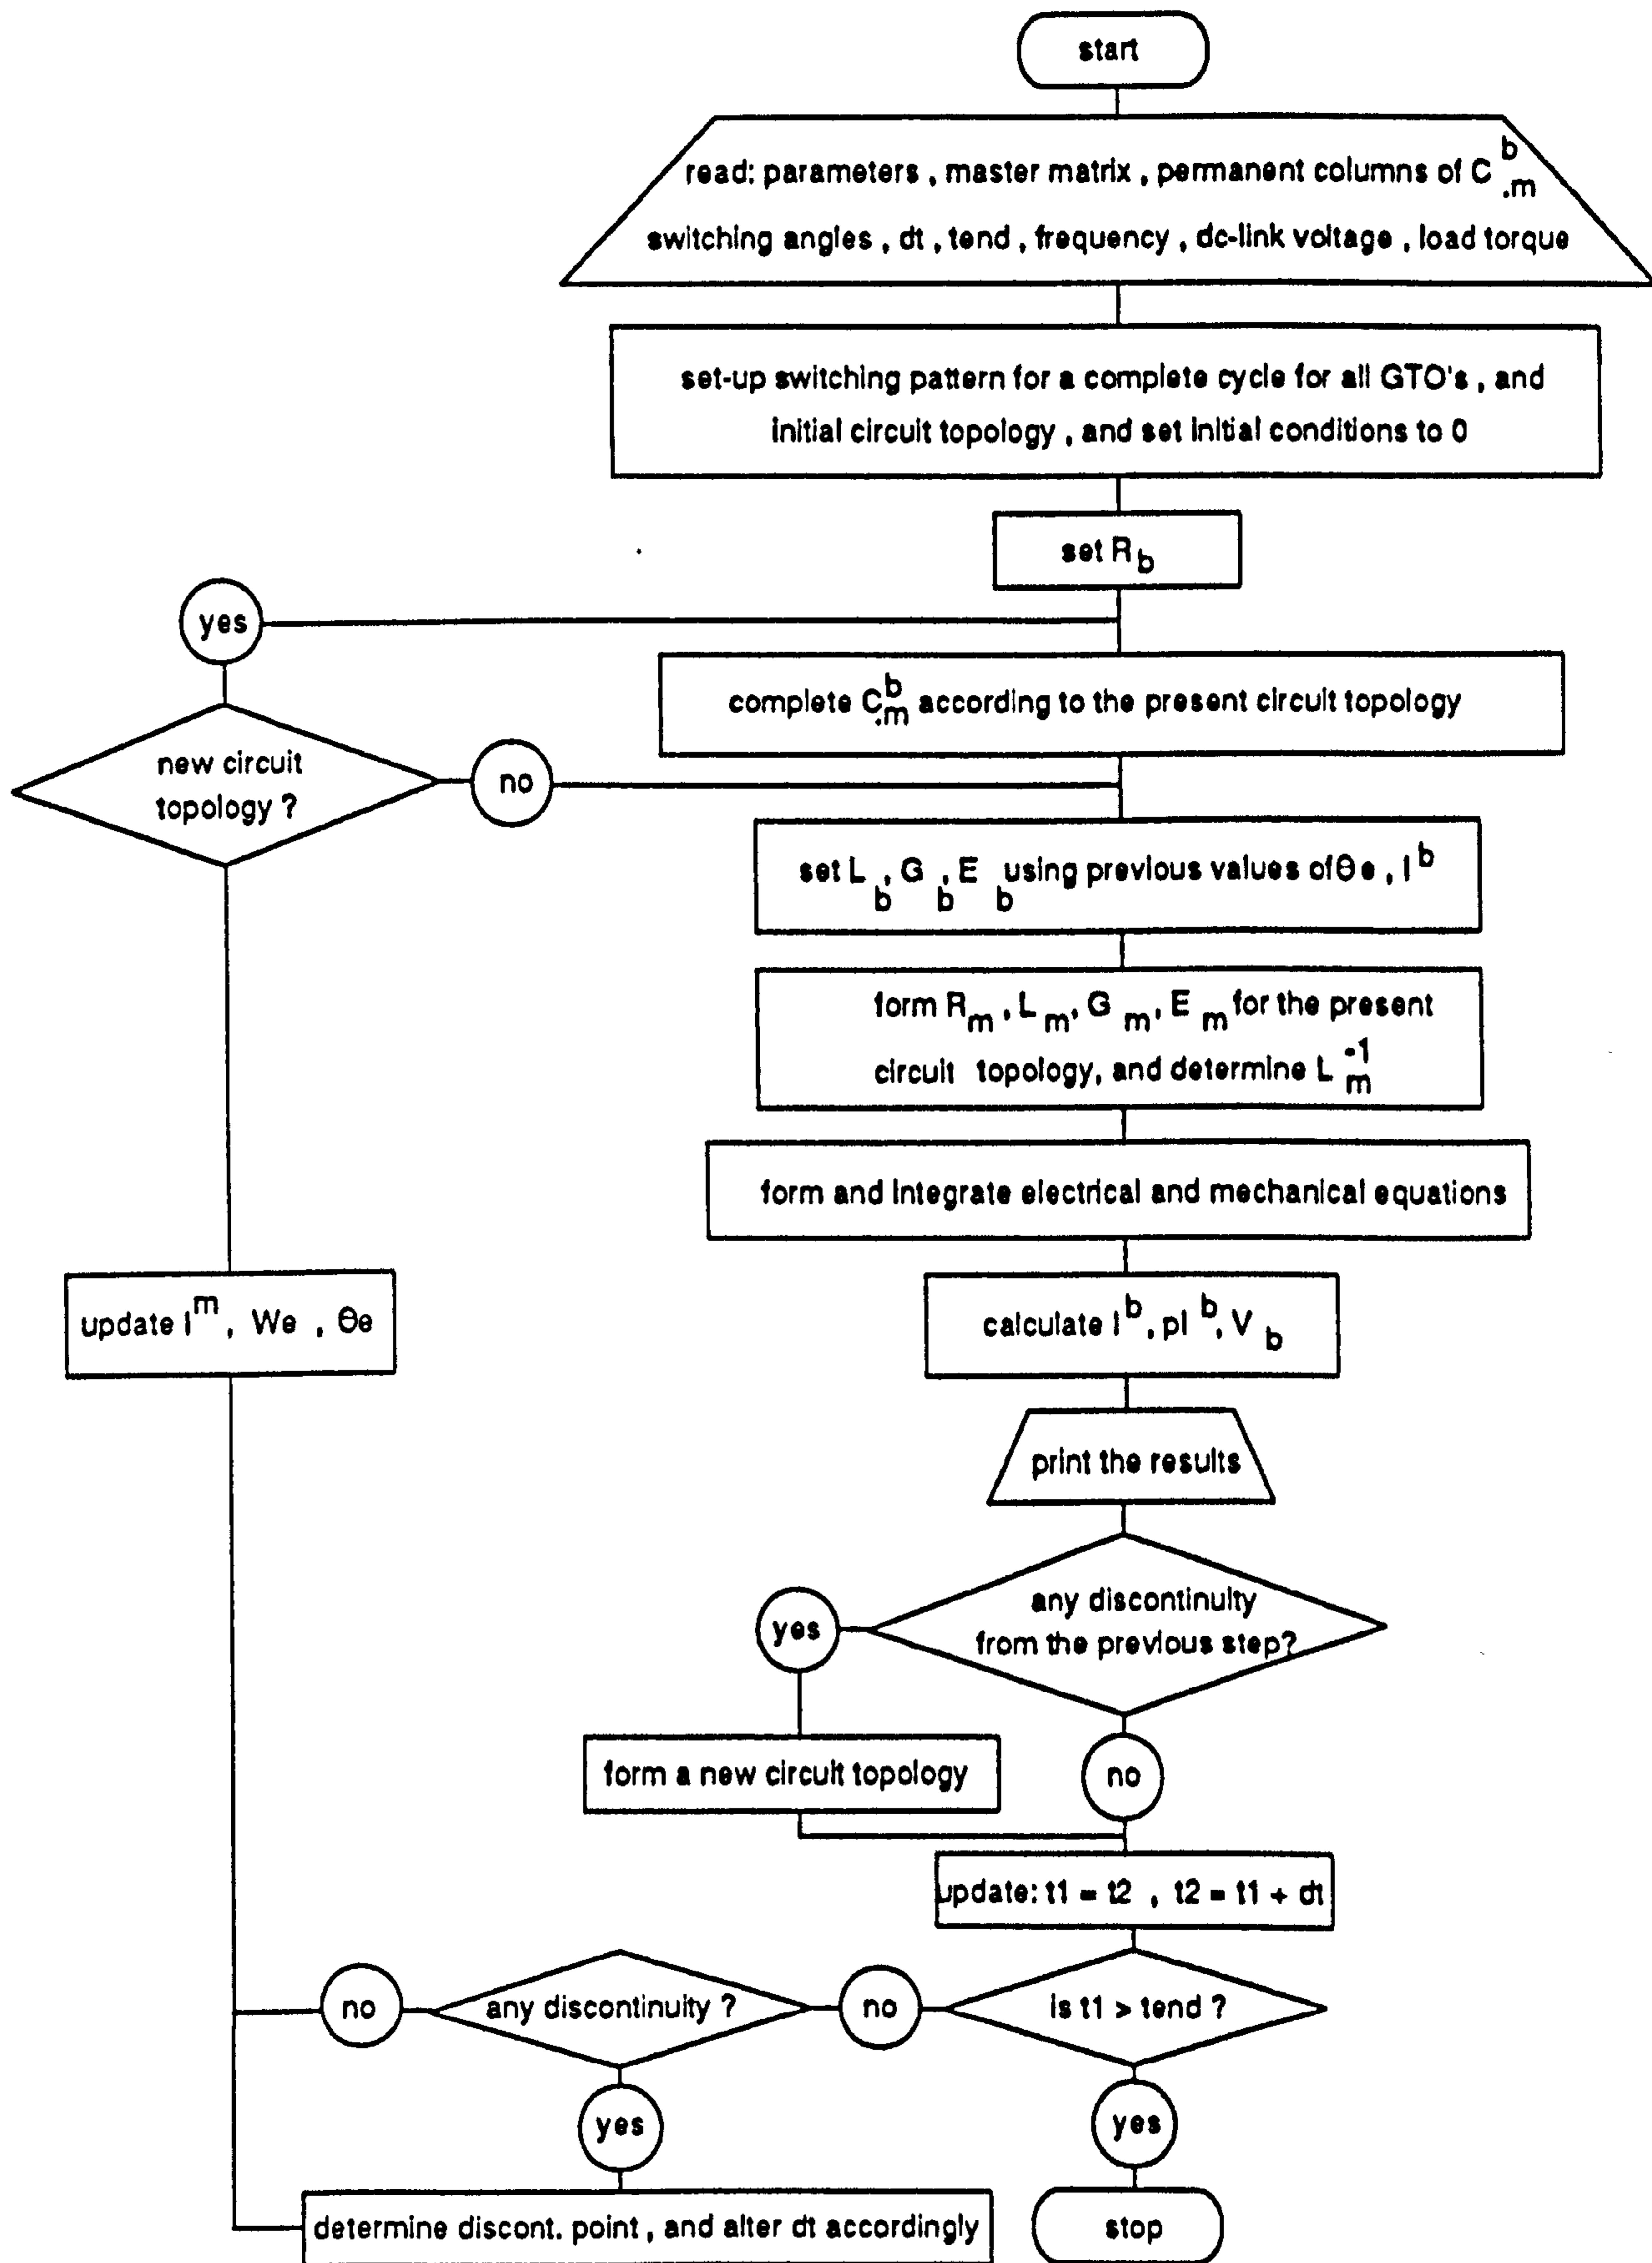 start
read: parameters , master matrix , permanent columns of C b .m
switching angles , dt , tend , frequency , dc-link voltage , load torque
set-up switching pattern for a complete cycle for all GTO's , and
initial circuit topology , and set initial conditions to 0
set R b
yes
complete C b .m according to the present circuit topology
new circuit
topology ?
no
set L b , G b , E b using previous values of θe , I b
form R m , L m , G m , E m for the present
circuit topology, and determine L m -1
form and integrate electrical and mechanical equations
update I m , We , θe
calculate I b , pI b , V b
print the results
any discontinuity
from the previous step?
yes
form a new circuit topology
no
update: t1 = t2 , t2 = t1 + dt
no
any discontinuity ?
no
is t1 > tend ?
yes
yes
determine discont. point , and alter dt accordingly
stop